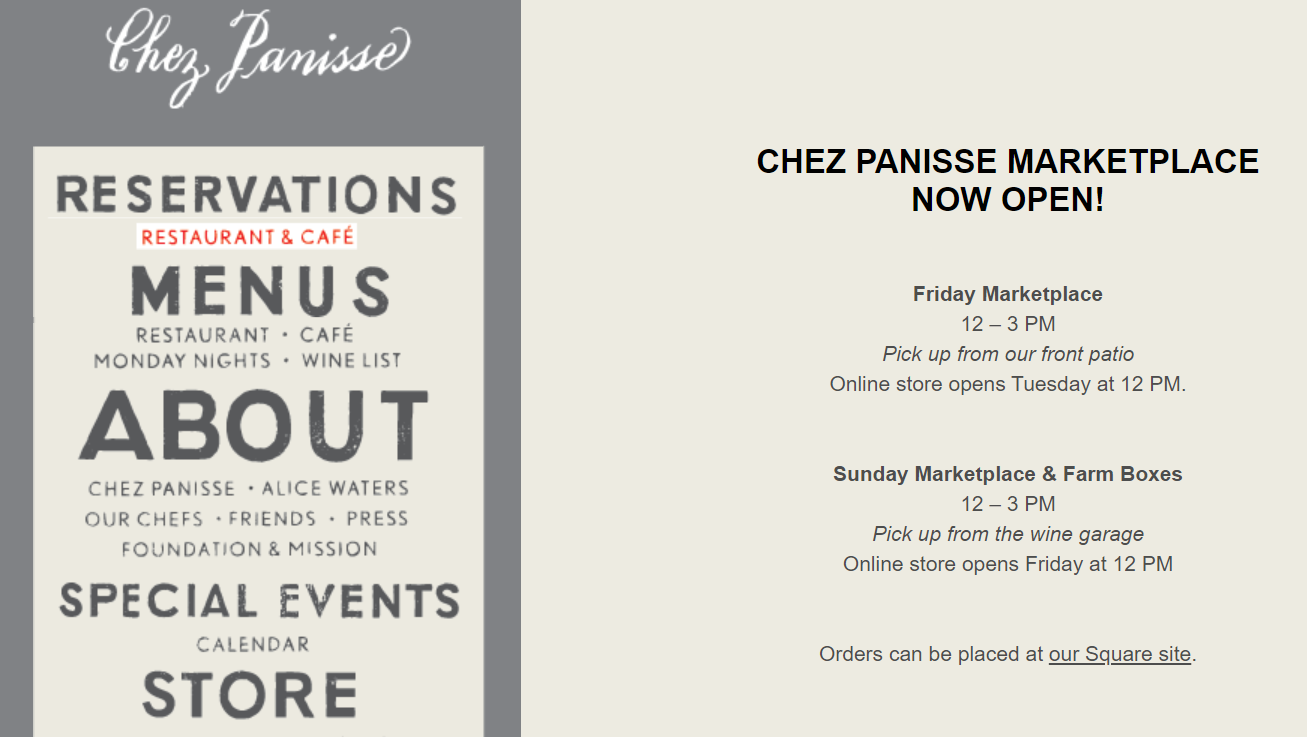 Chez Panisse
RESERVATIONS
RESTAURANT & CAFÉ
MENUS
RESTAURANT • CAFÉ
MONDAY NIGHTS • WINE LIST
ABOUT
CHEZ PANISSE • ALICE WATERS
OUR CHEFS • FRIENDS • PRESS
FOUNDATION & MISSION
SPECIAL EVENTS
CALENDAR
STORE
CHEZ PANISSE MARKETPLACE
NOW OPEN!
Friday Marketplace
12 – 3 PM
Pick up from our front patio
Online store opens Tuesday at 12 PM.
Sunday Marketplace & Farm Boxes
12 – 3 PM
Pick up from the wine garage
Online store opens Friday at 12 PM
Orders can be placed at our Square site.